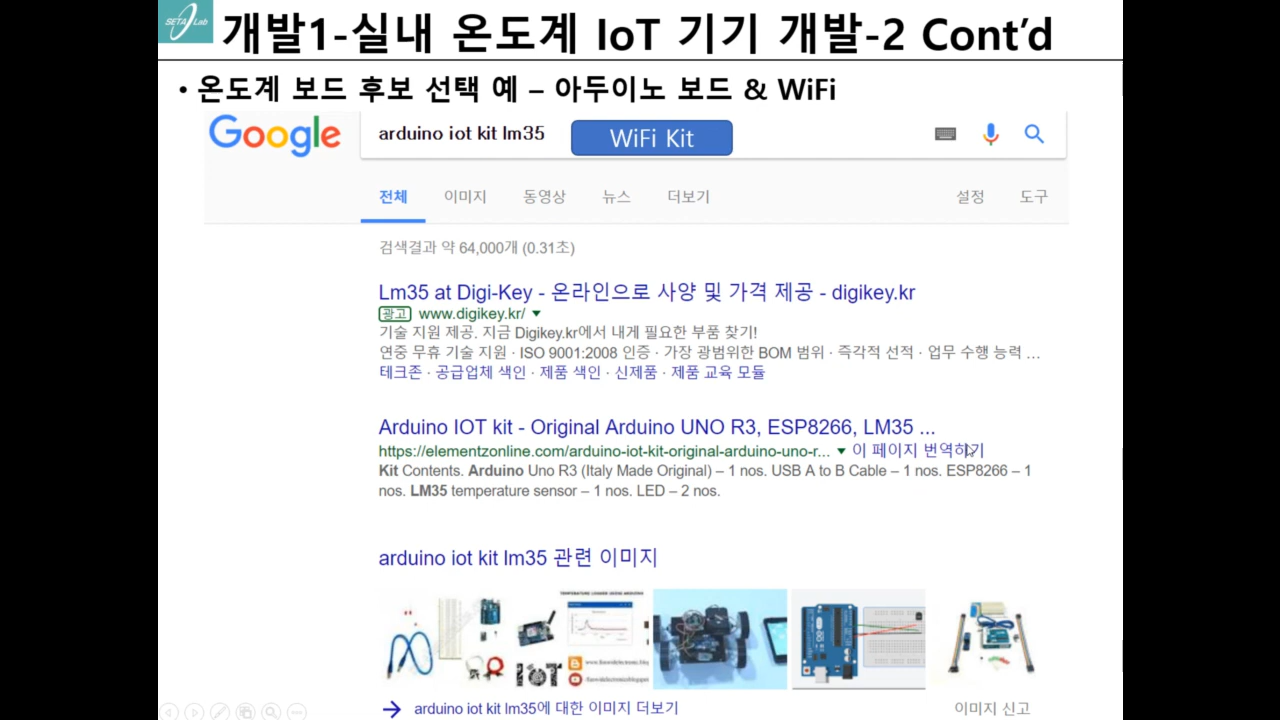 SETA Lab
개발1-실내 온도계 IoT 기기 개발-2 Cont'd
• 온도계 보드 후보 선택 예 – 아두이노 보드 & WiFi
Google arduino iot kit lm35 WiFi Kit
전체 이미지 동영상 뉴스 더보기 설정 도구
검색결과 약 64,000개 (0.31초)
Lm35 at Digi-Key - 온라인으로 사양 및 가격 제공 - digikey.kr
광고 www.digikey.kr/ ▼
기술 지원 제공. 지금 Digikey.kr에서 내게 필요한 부품 찾기!
연중 무휴 기술 지원 · ISO 9001:2008 인증 · 가장 광범위한 BOM 범위 · 즉각적 선적 · 업무 수행 능력 ...
테크존 · 공급업체 색인 · 제품 색인 · 신제품 · 제품 교육 모듈
Arduino IOT kit - Original Arduino UNO R3, ESP8266, LM35 ...
https://elementzonline.com/arduino-iot-kit-original-arduino-uno-r... ▼ 이 페이지 번역하기
Kit Contents. Arduino Uno R3 (Italy Made Original) – 1 nos. USB A to B Cable – 1 nos. ESP8266 – 1
nos. LM35 temperature sensor – 1 nos. LED – 2 nos.
arduino iot kit lm35 관련 이미지
IoT
→ arduino iot kit lm35에 대한 이미지 더보기 이미지 신고